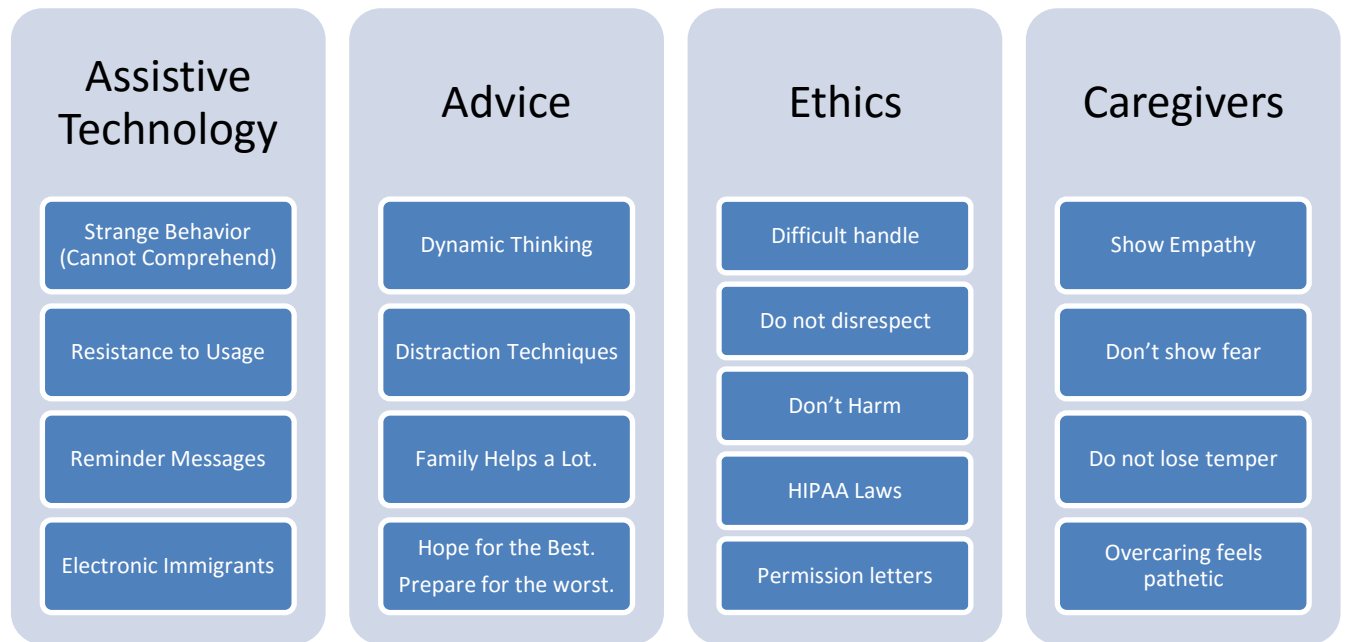 Assistive
Technology
Strange Behavior
(Cannot Comprehend)
Resistance to Usage
Reminder Messages
Electronic Immigrants
Advice
Dynamic Thinking
Distraction Techniques
Family Helps a Lot.
Hope for the Best.
Prepare for the worst.
Ethics
Difficult handle
Do not disrespect
Don’t Harm
HIPAA Laws
Permission letters
Caregivers
Show Empathy
Don’t show fear
Do not lose temper
Overcaring feels
pathetic